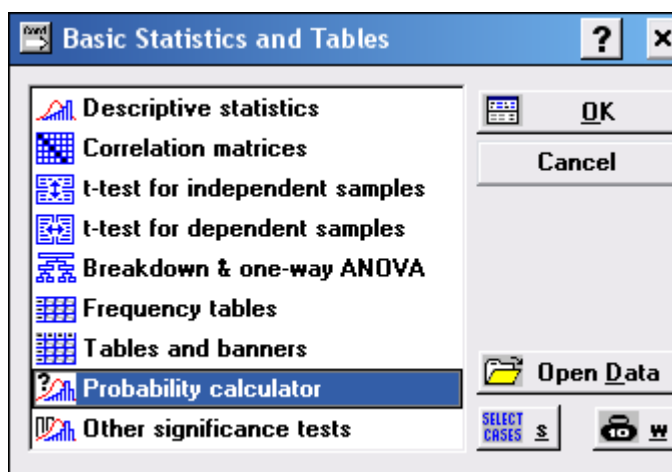 Basic Statistics and Tables
?
Descriptive statistics
Correlation matrices
t-test for independent samples
t-test for dependent samples
Breakdown & one-way ANOVA
Frequency tables
Tables and banners
Probability calculator
Other significance tests
OK
Cancel
Open Data
SELECT
CASES
S
W